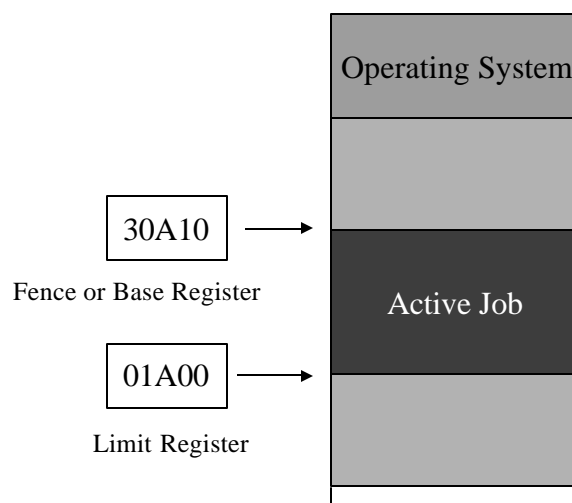 Operating System
30A10
Fence or Base Register
Active Job
01A00
Limit Register